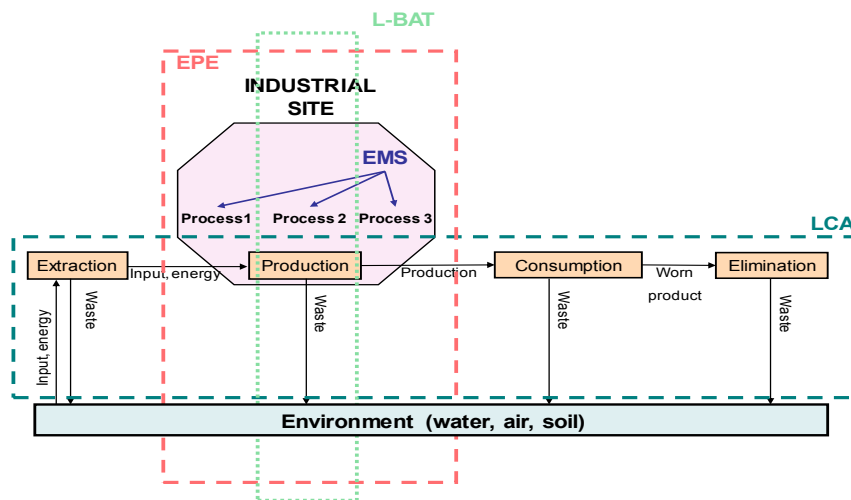 L-BAT
EPE
INDUSTRIAL
SITE
EMS
Process1
Process 2
Process 3
LCA
Extraction
Input, energy
Production
Production
Consumption
Worn
product
Elimination
Input, energy
Waste
Waste
Waste
Waste
Environment (water, air, soil)